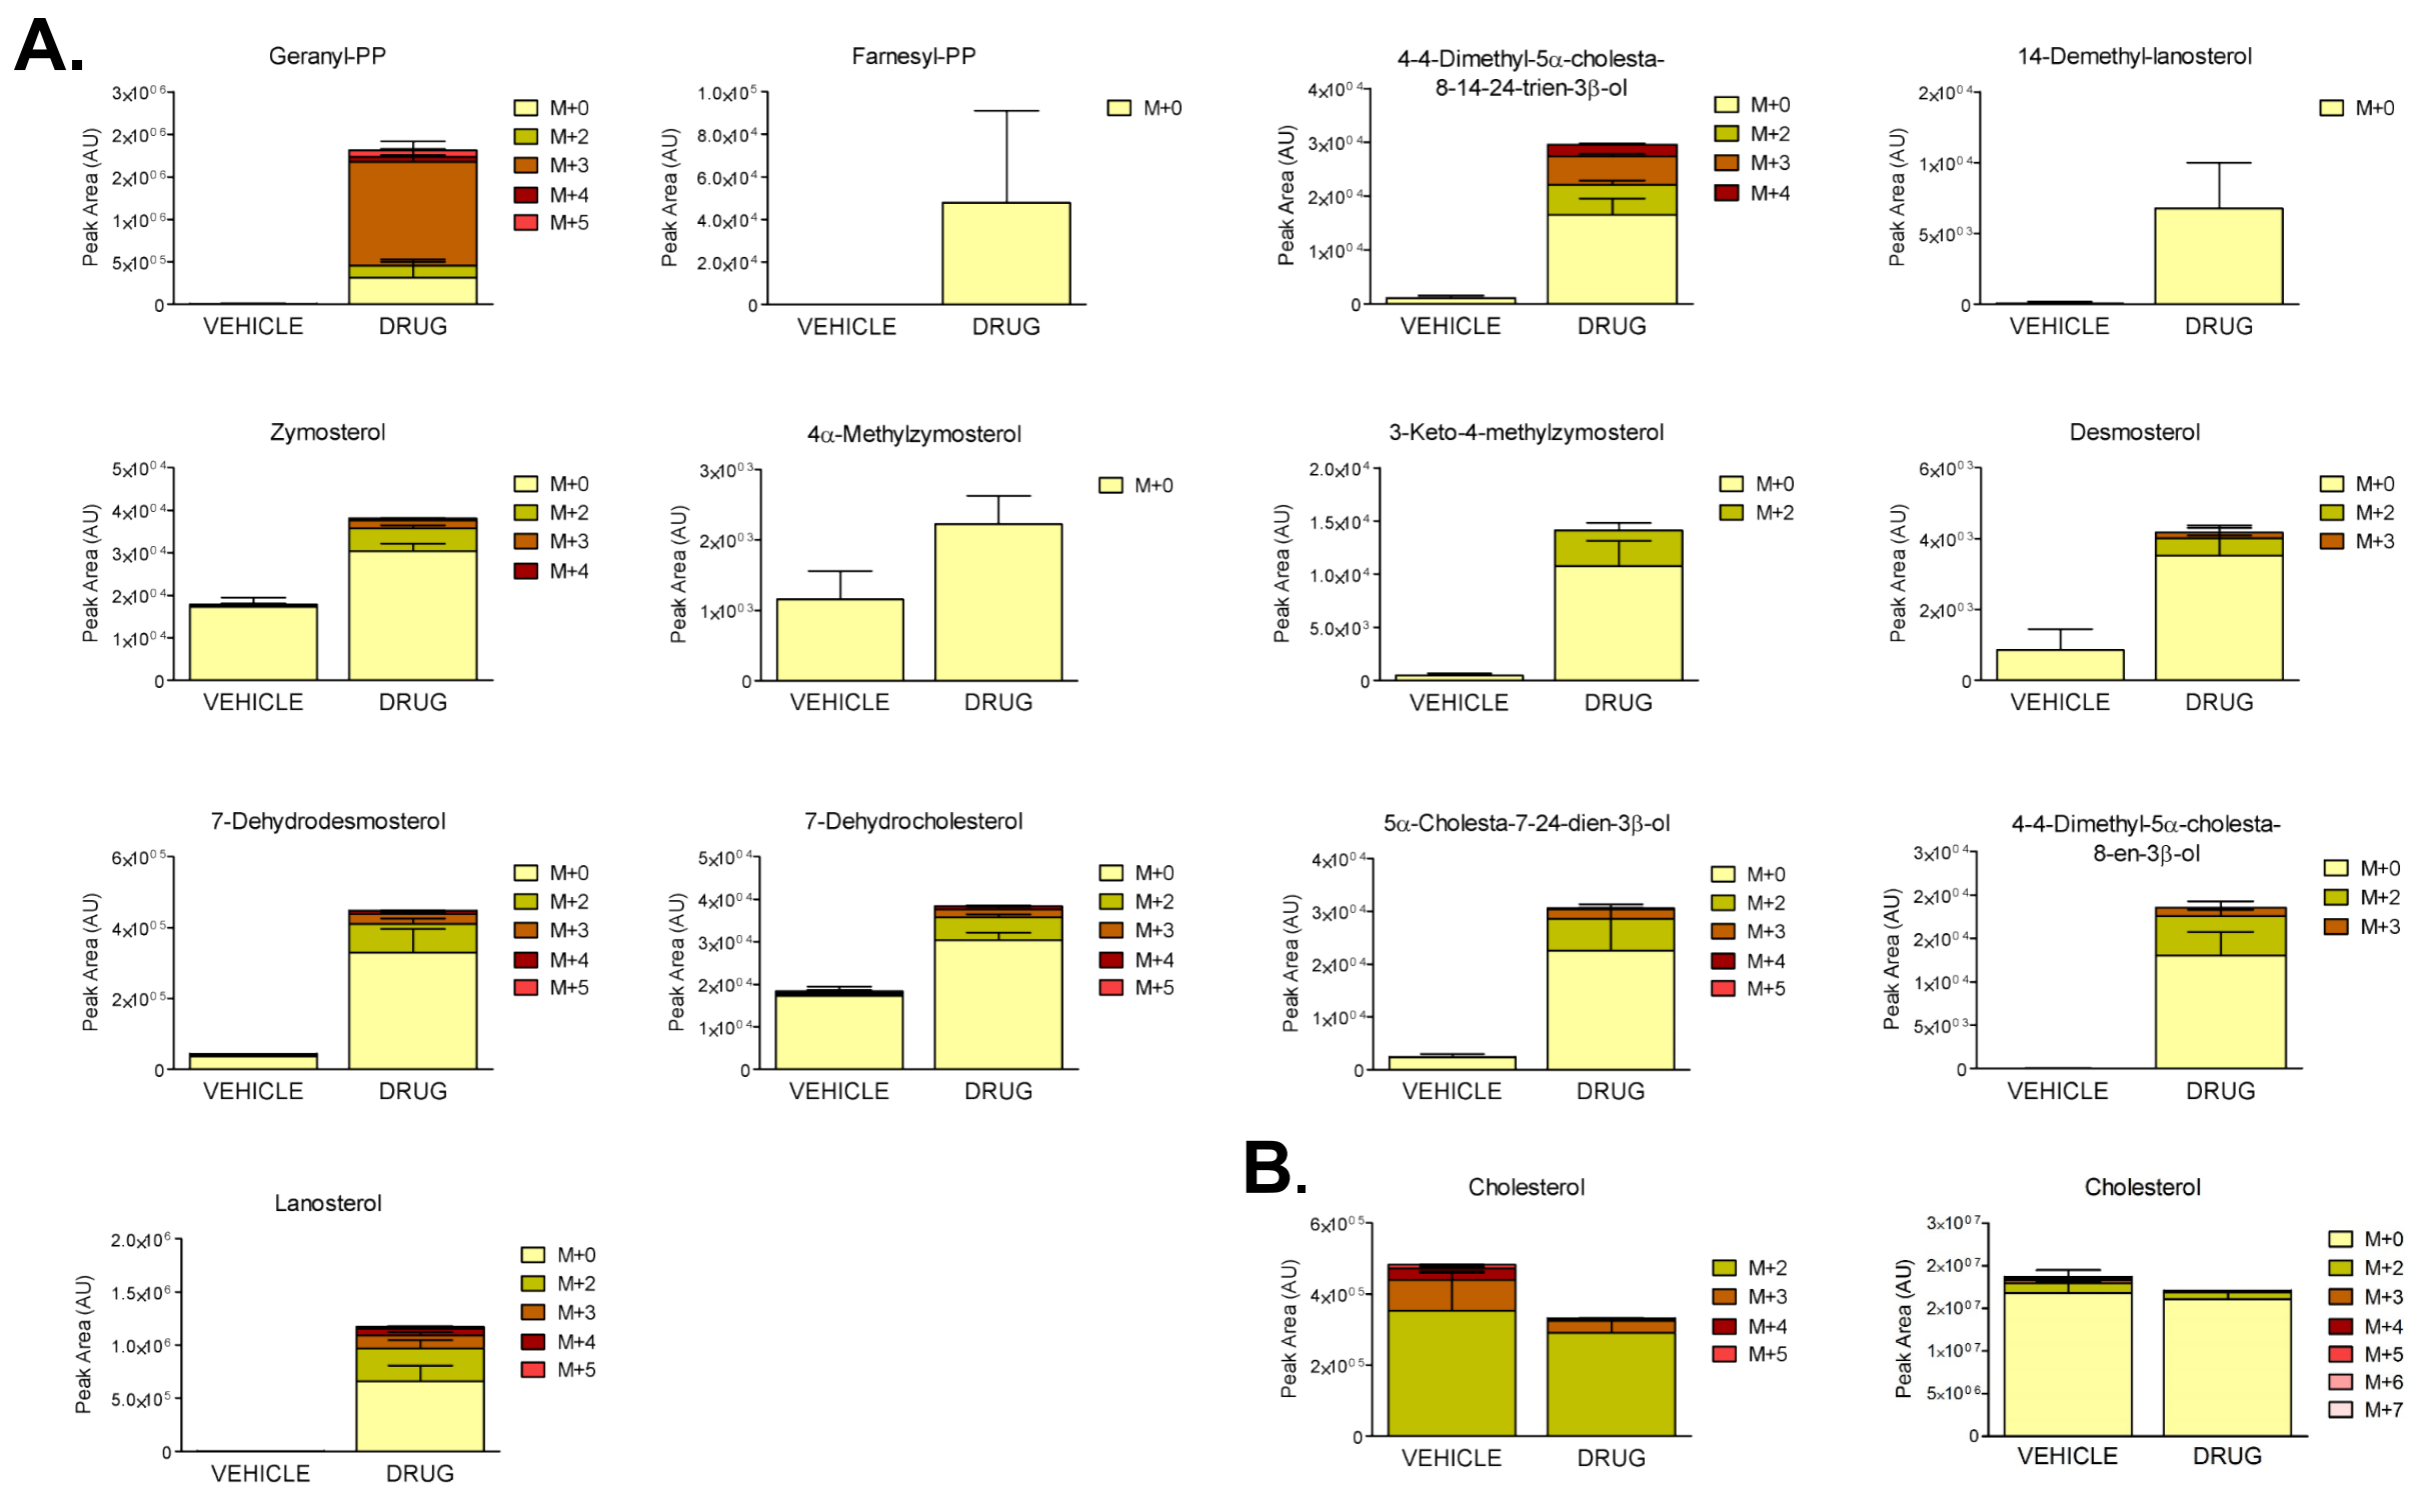 A.
Geranyl-PP
Peak Area (AU)
3x10⁰⁶
2x10⁰⁶
2x10⁰⁶
1x10⁰⁶
5x10⁰⁵
0
VEHICLE DRUG
M+0
M+2
M+3
M+4
M+5
Farnesyl-PP
Peak Area (AU)
1.0x10⁵
8.0x10⁴
6.0x10⁴
4.0x10⁴
2.0x10⁴
0
VEHICLE DRUG
M+0
4-4-Dimethyl-5α-cholesta-
8-14-24-trien-3β-ol
Peak Area (AU)
4x10⁰⁴
3x10⁰⁴
2x10⁰⁴
1x10⁰⁴
0
VEHICLE DRUG
M+0
M+2
M+3
M+4
14-Demethyl-lanosterol
Peak Area (AU)
2x10⁰⁴
1x10⁰⁴
5x10⁰³
0
VEHICLE DRUG
M+0
Zymosterol
Peak Area (AU)
5x10⁰⁴
4x10⁰⁴
3x10⁰⁴
2x10⁰⁴
1x10⁰⁴
0
VEHICLE DRUG
M+0
M+2
M+3
M+4
4α-Methylzymosterol
Peak Area (AU)
3x10⁰³
2x10⁰³
1x10⁰³
0
VEHICLE DRUG
M+0
3-Keto-4-methylzymosterol
Peak Area (AU)
2.0x10⁴
1.5x10⁴
1.0x10⁴
5.0x10³
0
VEHICLE DRUG
M+0
M+2
Desmosterol
Peak Area (AU)
6x10⁰³
4x10⁰³
2x10⁰³
0
VEHICLE DRUG
M+0
M+2
M+3
7-Dehydrodesmosterol
Peak Area (AU)
6x10⁰⁵
4x10⁰⁵
2x10⁰⁵
0
VEHICLE DRUG
M+0
M+2
M+3
M+4
M+5
7-Dehydrocholesterol
Peak Area (AU)
5x10⁰⁴
4x10⁰⁴
3x10⁰⁴
2x10⁰⁴
1x10⁰⁴
0
VEHICLE DRUG
M+0
M+2
M+3
M+4
M+5
5α-Cholesta-7-24-dien-3β-ol
Peak Area (AU)
4x10⁰⁴
3x10⁰⁴
2x10⁰⁴
1x10⁰⁴
0
VEHICLE DRUG
M+0
M+2
M+3
M+4
M+5
4-4-Dimethyl-5α-cholesta-
8-en-3β-ol
Peak Area (AU)
3x10⁰⁴
2x10⁰⁴
2x10⁰⁴
1x10⁰⁴
5x10⁰³
0
VEHICLE DRUG
M+0
M+2
M+3
Lanosterol
Peak Area (AU)
2.0x10⁶
1.5x10⁶
1.0x10⁶
5.0x10⁵
0
VEHICLE DRUG
M+0
M+2
M+3
M+4
M+5
B.
Cholesterol
Peak Area (AU)
6x10⁰⁵
4x10⁰⁵
2x10⁰⁵
0
VEHICLE DRUG
M+2
M+3
M+4
M+5
Cholesterol
Peak Area (AU)
3x10⁰⁷
2x10⁰⁷
2x10⁰⁷
1x10⁰⁷
5x10⁰⁶
0
VEHICLE DRUG
M+0
M+2
M+3
M+4
M+5
M+6
M+7